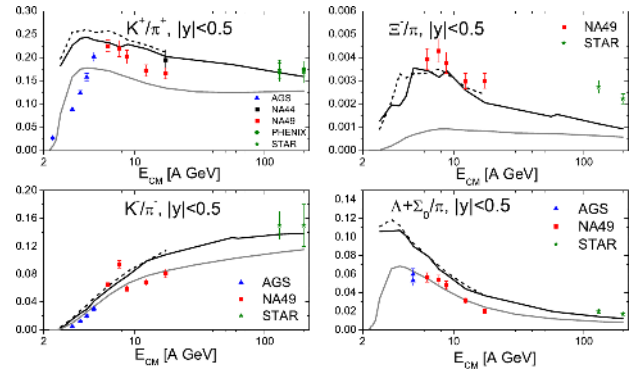 K⁺/π⁺, |y|<0.5
0.30
0.25
0.20
0.15
0.10
0.05
0.00
AGS
NA44
NA49
PHENIX
STAR
2
10
100
E_CM [A GeV]
Ξ⁻/π, |y|<0.5
0.006
0.005
0.004
0.003
0.002
0.001
0.000
NA49
STAR
2
10
100
E_CM [A GeV]
K⁻/π⁻, |y|<0.5
0.20
0.16
0.12
0.08
0.04
0.00
AGS
NA49
STAR
2
10
100
E_CM [A GeV]
Λ+Σ₀/π, |y|<0.5
0.14
0.12
0.10
0.08
0.06
0.04
0.02
0.00
AGS
NA49
STAR
2
10
100
E_CM [A GeV]